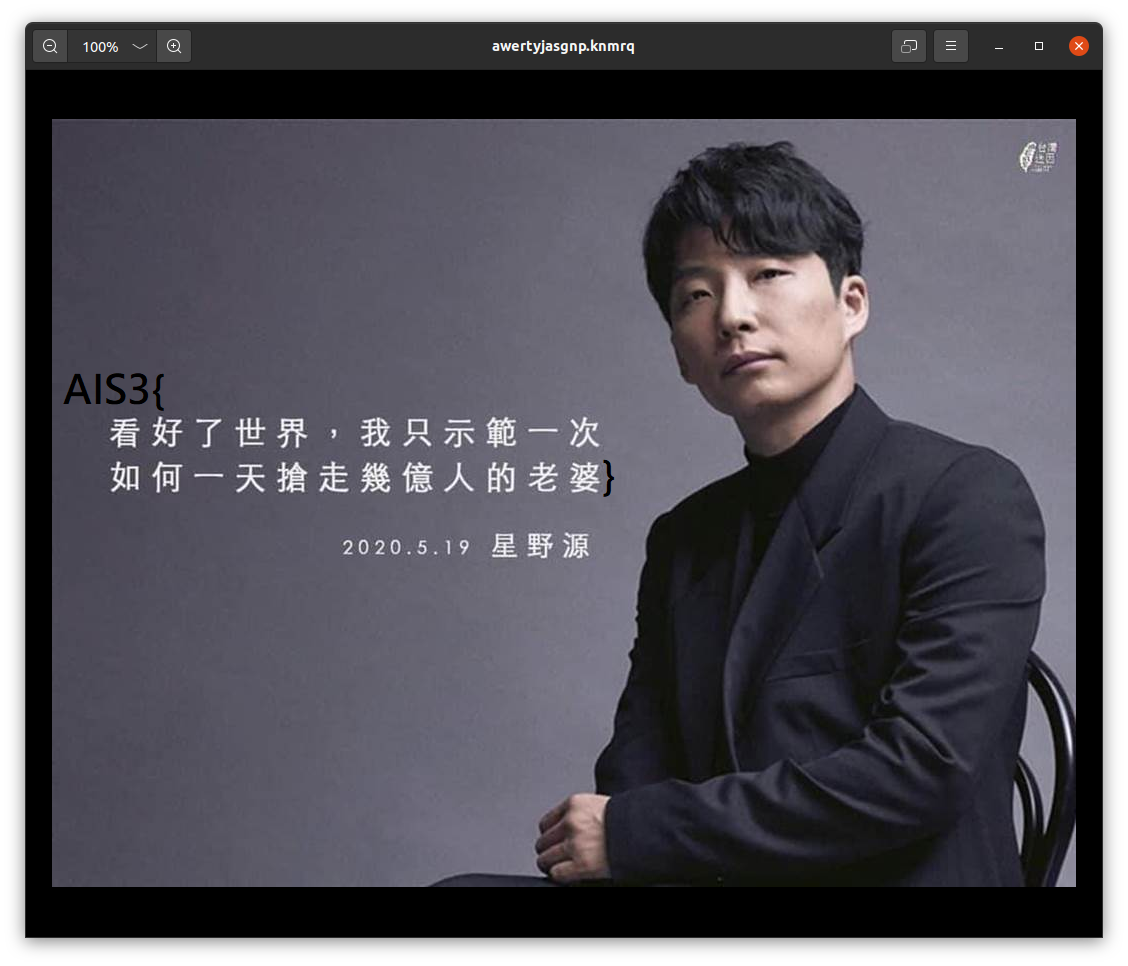 100%
awertyjasgnp.knmrq
台灣
迷因
AIS3{
看好了世界，我只示範一次
如何一天搶走幾億人的老婆}
2020.5.19 星野源